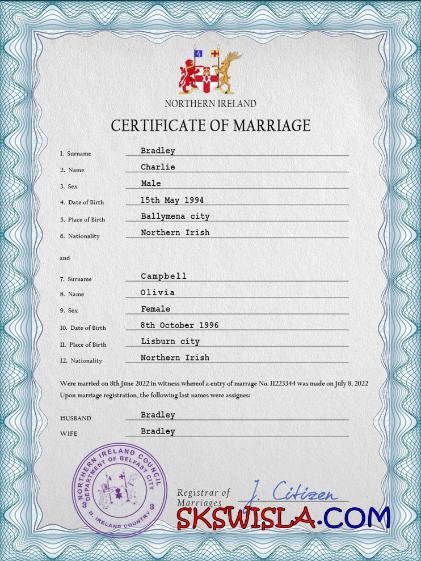 NORTHERN IRELAND
CERTIFICATE OF MARRIAGE
1. Surname Bradley
2. Name Charlie
3. Sex Male
4. Date of Birth 15th May 1994
5. Place of Birth Ballymena city
6. Nationality Northern Irish
and
7. Surname Campbell
8. Name Olivia
9. Sex Female
10. Date of Birth 8th October 1996
11. Place of Birth Lisburn city
12. Nationality Northern Irish
Were married on 8th June 2022 in witness whereof a entry of marrage No. II223344 was made on July 8, 2022
Upon marriage registration, the following last names were assignes:
HUSBAND Bradley
WIFE Bradley
NORTHERN IRELAND COUNCIL
DEPARTMENT OF BELFAST CITY
IRELAND COUNTRY
Registrar of
Marriages
J. Citizen
SKSWISLA.COM